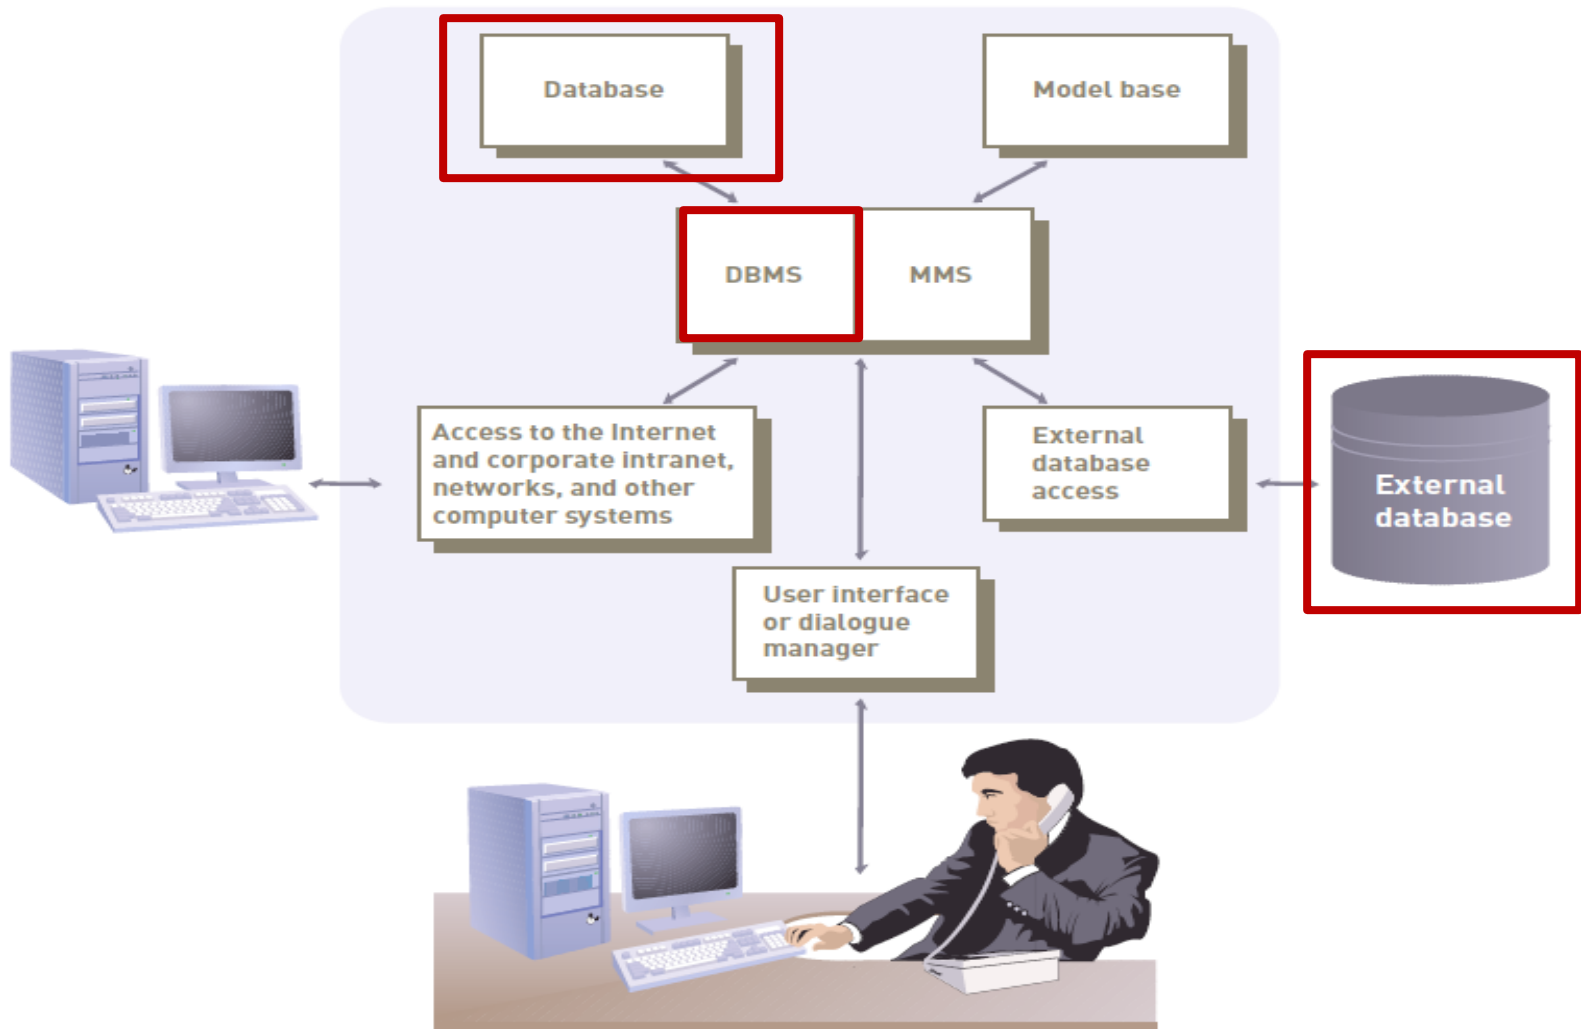 Database
Model base
DBMS
MMS
Access to the Internet
and corporate intranet,
networks, and other
computer systems
External
database
access
External
database
User interface
or dialogue
manager